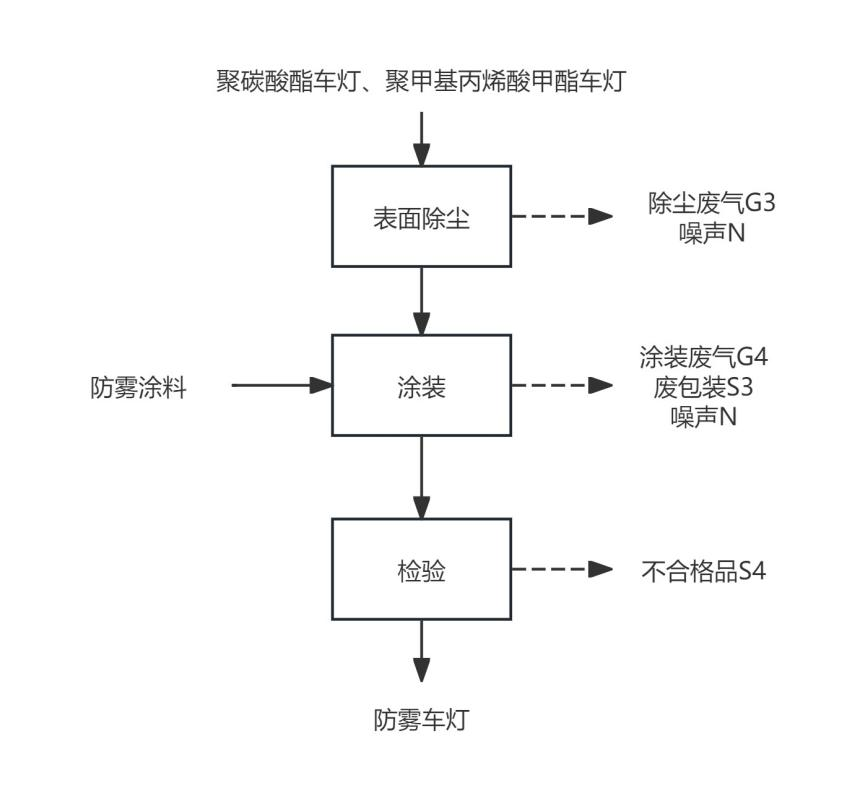 聚碳酸酯车灯、聚甲基丙烯酸甲酯车灯
表面除尘
除尘废气G3
噪声N
防雾涂料
涂装
涂装废气G4
废包装S3
噪声N
检验
不合格品S4
防雾车灯